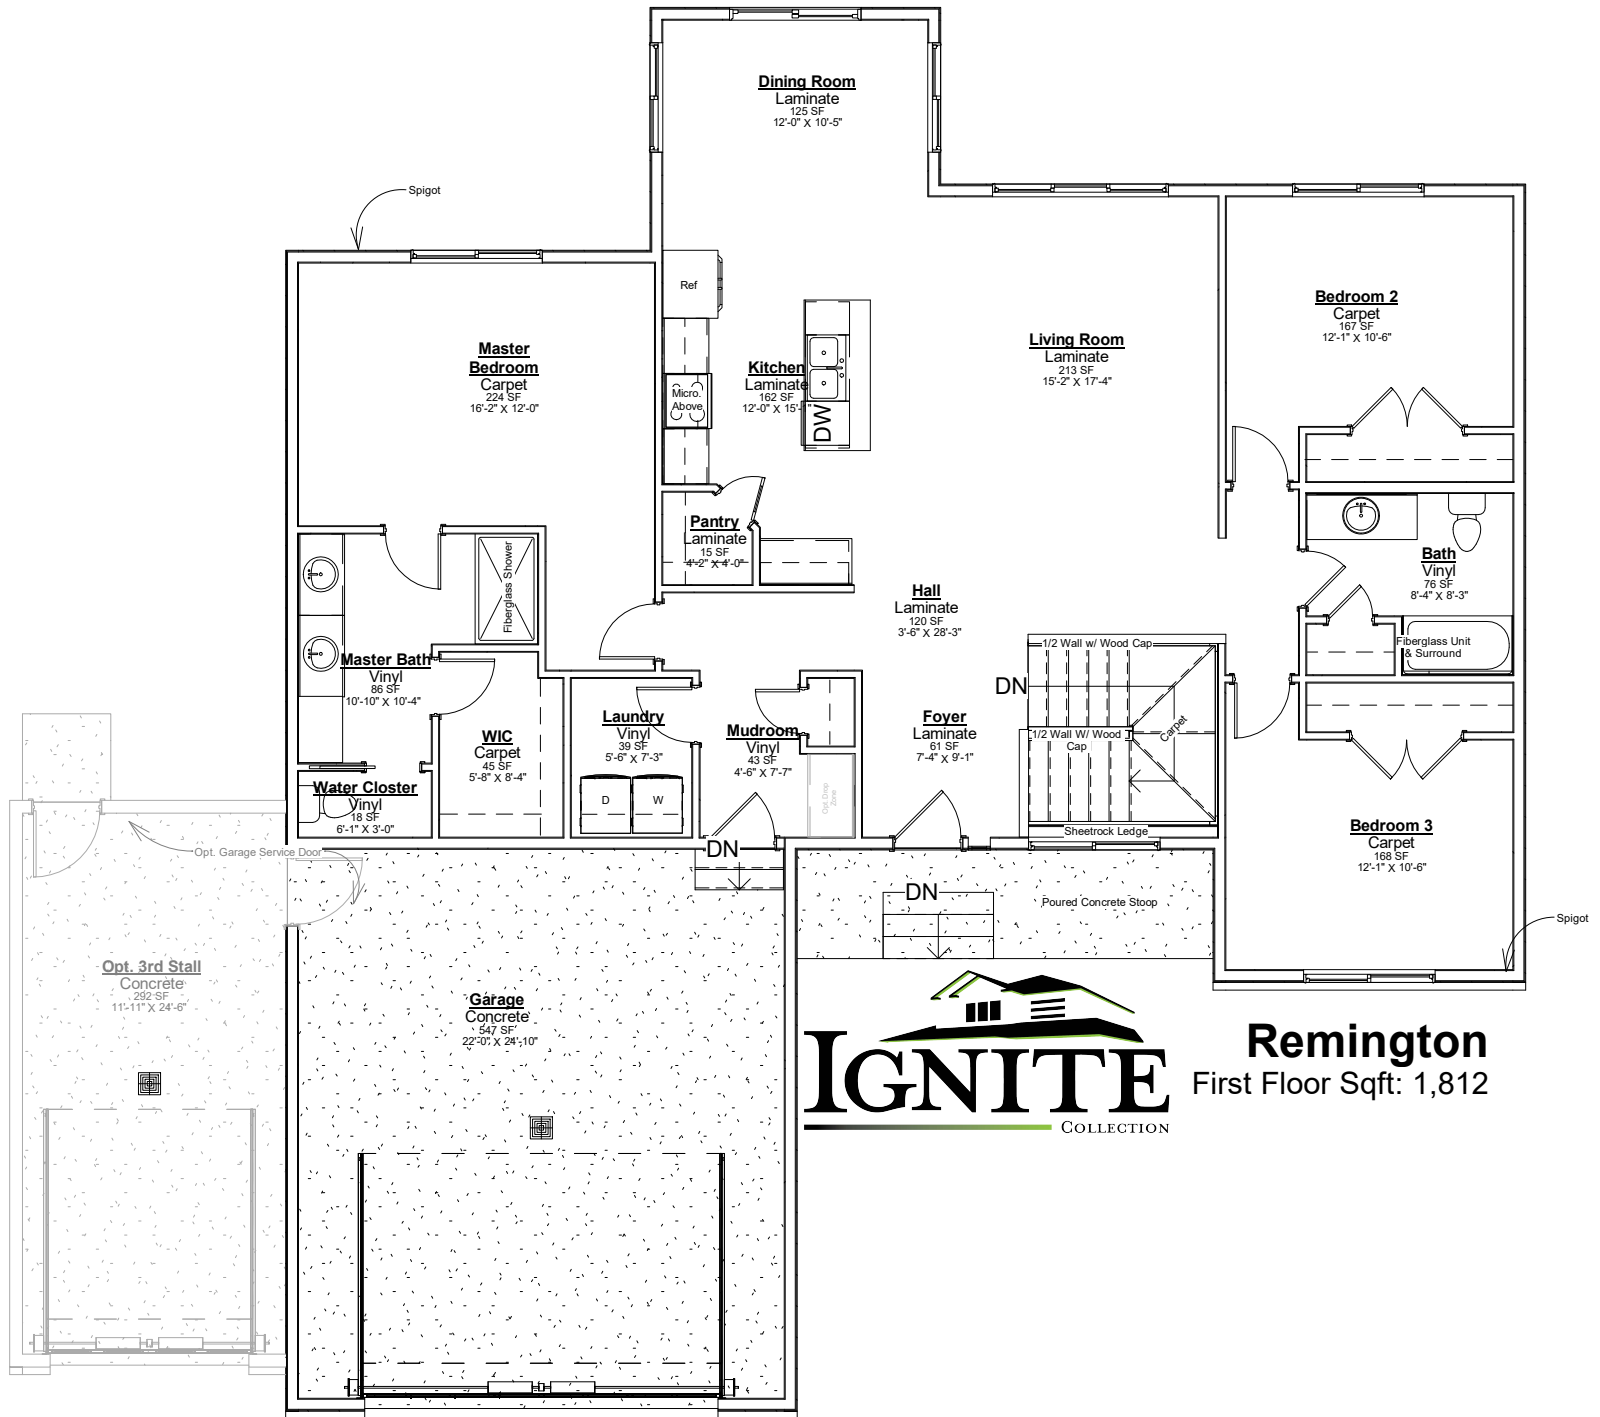 Dining Room
Laminate
125 SF
12'-0" X 10'-5"
Spigot
Ref
Bedroom 2
Carpet
167 SF
12'-1" X 10'-6"
Master
Bedroom
Carpet
224 SF
16'-2" X 12'-0"
Kitchen
Laminate
162 SF
12'-0" X 15'-
Micro.
Above
DW
Living Room
Laminate
213 SF
15'-2" X 17'-4"
Pantry
Laminate
15 SF
4'-2" X 4'-0"
Fiberglass Shower
Bath
Vinyl
76 SF
8'-4" X 8'-3"
Hall
Laminate
120 SF
3'-6" X 28'-3"
Fiberglass Unit
& Surround
1/2 Wall w/ Wood Cap
DN
Master Bath
Vinyl
86 SF
10'-10" X 10'-4"
Carpet
1/2 Wall W/ Wood
Cap
Laundry
Vinyl
39 SF
5'-6" X 7'-3"
Mudroom
Vinyl
43 SF
4'-6" X 7'-7"
Foyer
Laminate
61 SF
7'-4" X 9'-1"
WIC
Carpet
45 SF
5'-8" X 8'-4"
Water Closter
Vinyl
18 SF
6'-1" X 3'-0"
D
W
Opt Drop
Zone
Sheetrock Ledge
Bedroom 3
Carpet
168 SF
12'-1" X 10'-6"
Opt. Garage Service Door
DN
DN
Poured Concrete Stoop
Spigot
Opt. 3rd Stall
Concrete
292 SF
11'-11" X 24'-6"
Garage
Concrete
547 SF
22'-0" X 24'-10"
IGNITE
COLLECTION
Remington
First Floor Sqft: 1,812